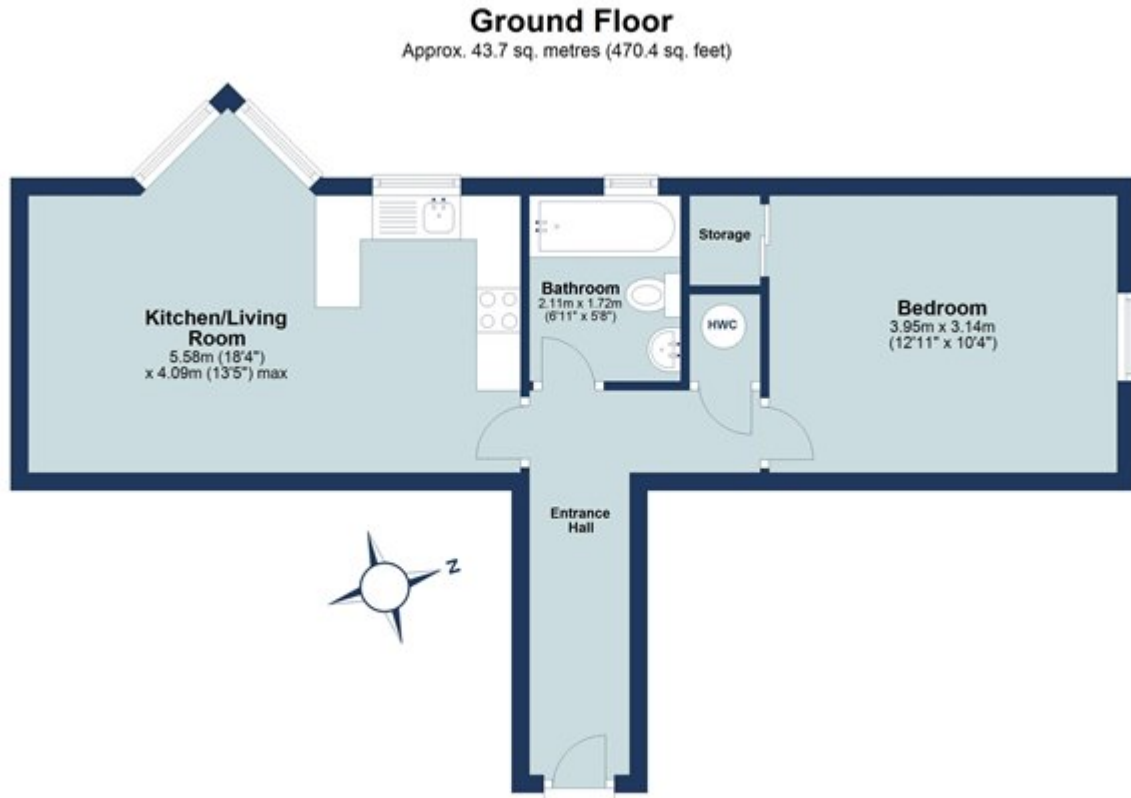 Ground Floor
Approx. 43.7 sq. metres (470.4 sq. feet)
Storage
Bathroom
2.11m x 1.72m
(6'11" x 5'8")
Kitchen/Living
Room
5.58m (18'4")
x 4.09m (13'5") max
HWC
Bedroom
3.95m x 3.14m
(12'11" x 10'4")
Entrance
Hall
N